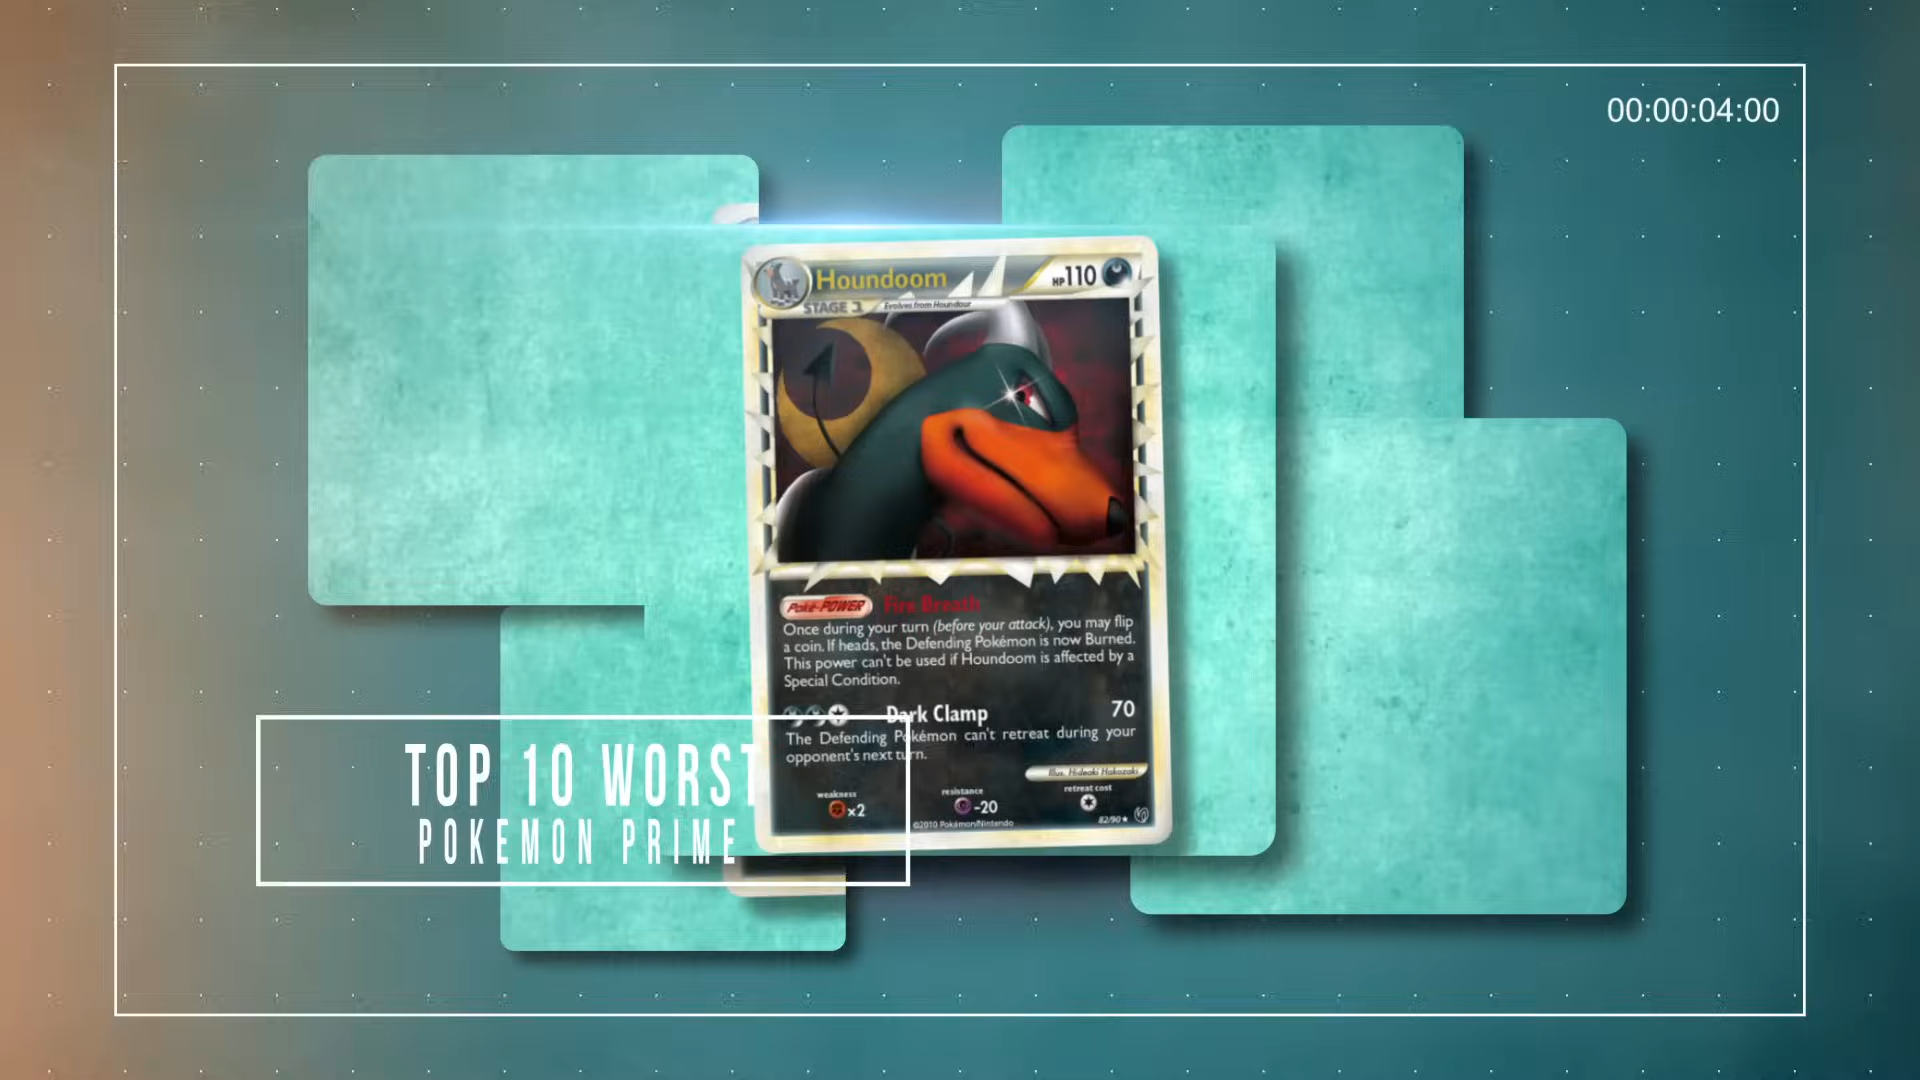 00:00:04:00
Houndoom
HP110
STAGE 1
Evolves from Houndour
Poké-POWER Fire Breath
Once during your turn (before your attack), you may flip
a coin. If heads, the Defending Pokémon is now Burned.
This power can't be used if Houndoom is affected by a
Special Condition.
Dark Clamp 70
The Defending Pokémon can't retreat during your
opponent's next turn.
Illus. Hideaki Hakozaki
weakness resistance retreat cost
x2 -20
©2010 Pokémon/Nintendo 82/90★
TOP 10 WORST
POKEMON PRIME